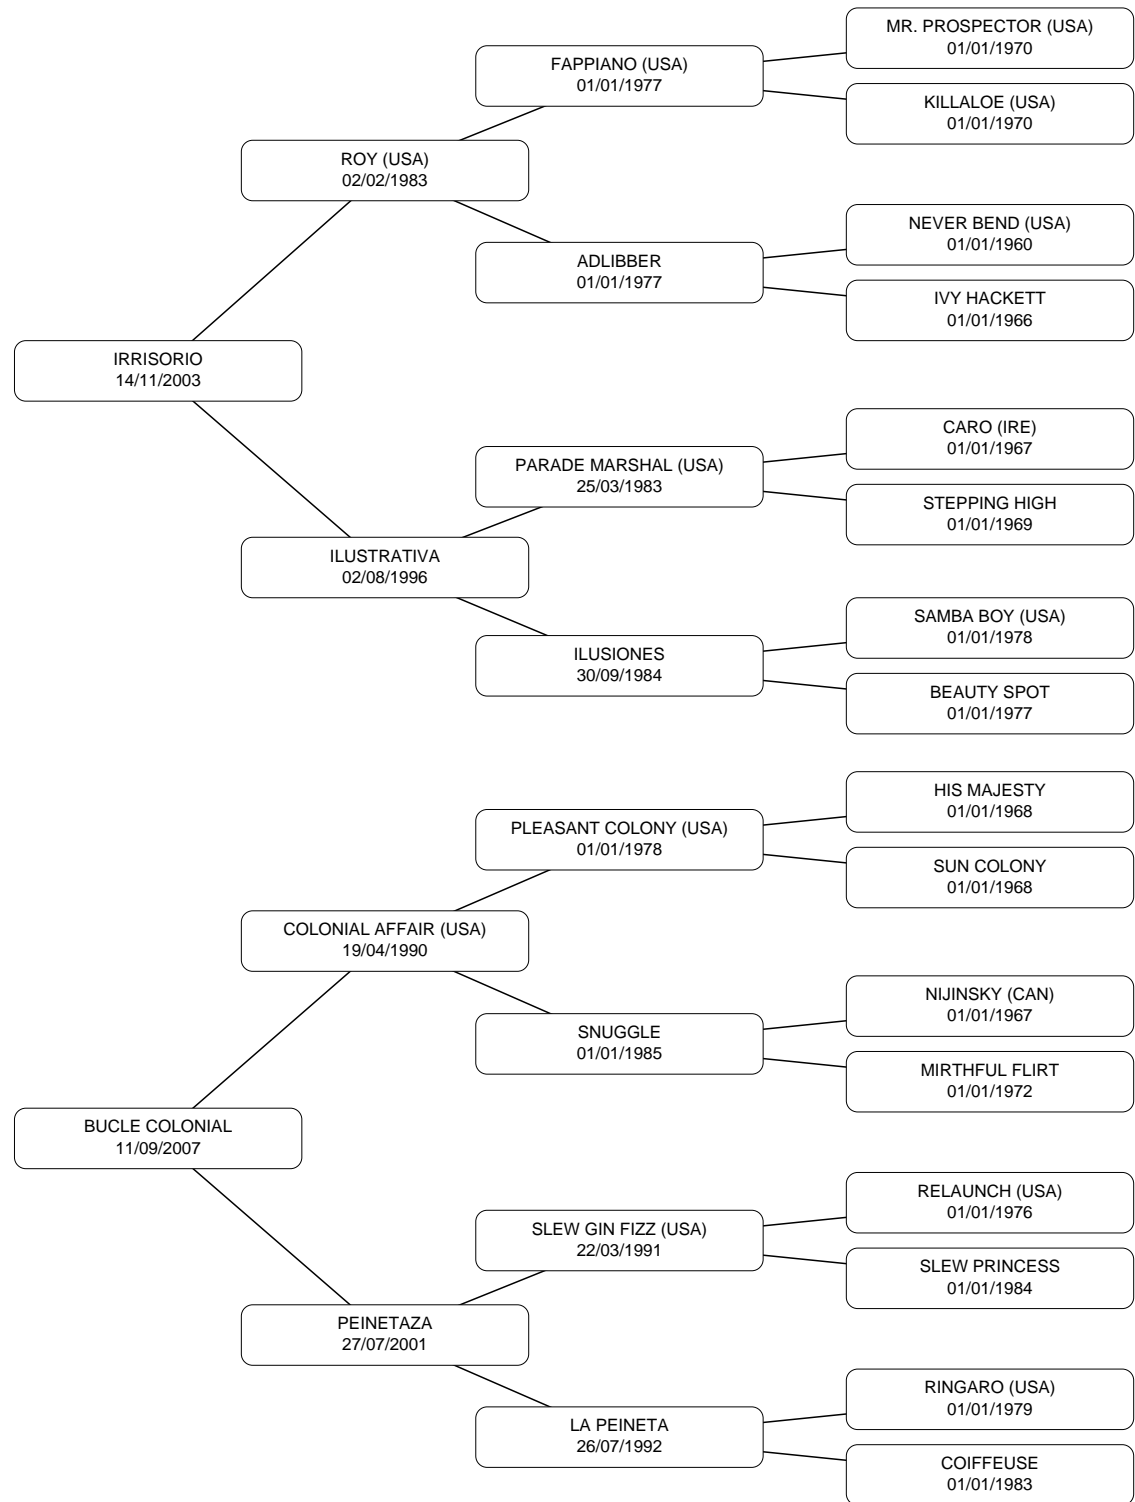 MR. PROSPECTOR (USA)
01/01/1970
FAPPIANO (USA)
01/01/1977
KILLALOE (USA)
01/01/1970
ROY (USA)
02/02/1983
NEVER BEND (USA)
01/01/1960
ADLIBBER
01/01/1977
IVY HACKETT
01/01/1966
IRRISORIO
14/11/2003
CARO (IRE)
01/01/1967
PARADE MARSHAL (USA)
25/03/1983
STEPPING HIGH
01/01/1969
ILUSTRATIVA
02/08/1996
SAMBA BOY (USA)
01/01/1978
ILUSIONES
30/09/1984
BEAUTY SPOT
01/01/1977
HIS MAJESTY
01/01/1968
PLEASANT COLONY (USA)
01/01/1978
SUN COLONY
01/01/1968
COLONIAL AFFAIR (USA)
19/04/1990
NIJINSKY (CAN)
01/01/1967
SNUGGLE
01/01/1985
MIRTHFUL FLIRT
01/01/1972
BUCLE COLONIAL
11/09/2007
RELAUNCH (USA)
01/01/1976
SLEW GIN FIZZ (USA)
22/03/1991
SLEW PRINCESS
01/01/1984
PEINETAZA
27/07/2001
RINGARO (USA)
01/01/1979
LA PEINETA
26/07/1992
COIFFEUSE
01/01/1983